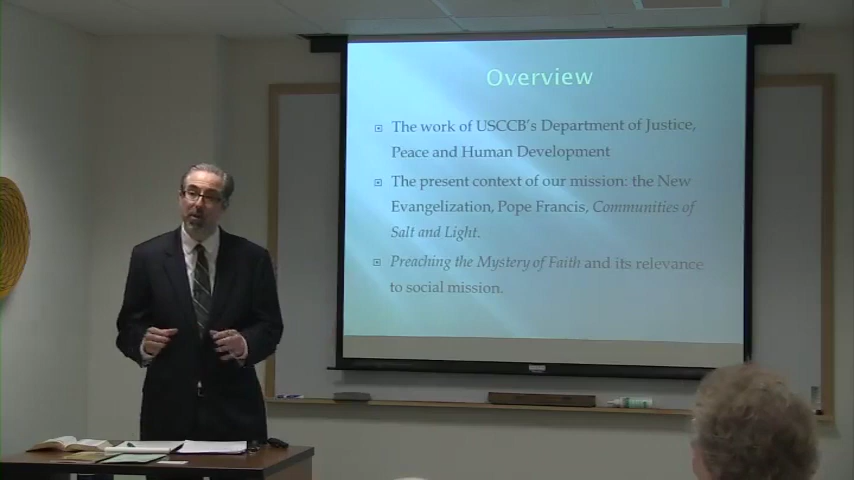 Overview
The work of USCCB's Department of Justice,
Peace and Human Development
The present context of our mission: the New
Evangelization, Pope Francis, Communities of
Salt and Light.
Preaching the Mystery of Faith and its relevance
to social mission.